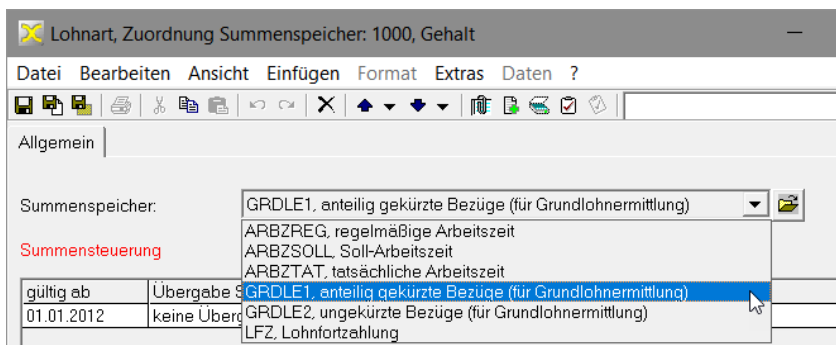 Lohnart, Zuordnung Summenspeicher: 1000, Gehalt
Datei Bearbeiten Ansicht Einfügen Format Extras Daten ?
Allgemein
Summenspeicher: GRDLE1, anteilig gekürzte Bezüge (für Grundlohnermittlung)
ARBZREG, regelmäßige Arbeitszeit
Summensteuerung ARBZSOLL, Soll-Arbeitszeit
ARBZTAT, tatsächliche Arbeitszeit
gültig ab Übergabe GRDLE1, anteilig gekürzte Bezüge (für Grundlohnermittlung)
01.01.2012 keine GRDLE2, ungekürzte Bezüge (für Grundlohnermittlung)
LFZ, Lohnfortzahlung